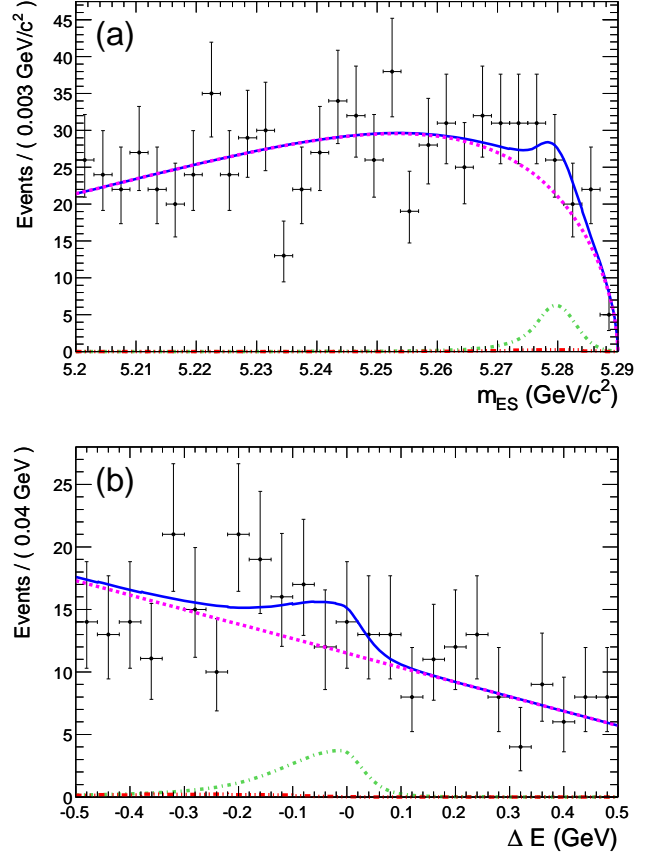 (a)
Events / ( 0.003 GeV/c²)
45
40
35
30
25
20
15
10
5
0
5.2 5.21 5.22 5.23 5.24 5.25 5.26 5.27 5.28 5.29
m_ES (GeV/c²)
(b)
Events / ( 0.04 GeV)
25
20
15
10
5
0
-0.5 -0.4 -0.3 -0.2 -0.1 -0 0.1 0.2 0.3 0.4 0.5
Δ E (GeV)